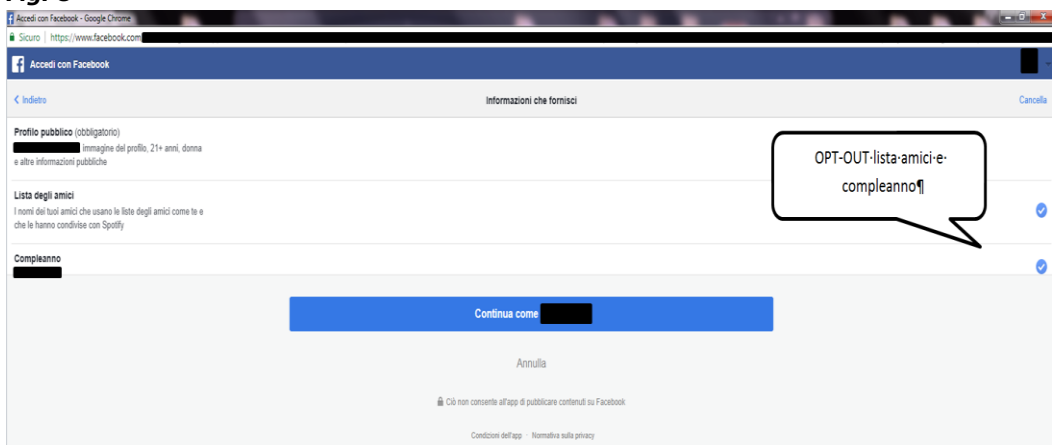 Accedi con Facebook - Google Chrome
Sicuro | https://www.facebook.com
Accedi con Facebook
Indietro
Informazioni che fornisci
Cancella
Profilo pubblico (obbligatorio)
immagine del profilo, 21+ anni, donna
e altre informazioni pubbliche
OPT-OUT·lista·amici·e·
compleanno¶
Lista degli amici
I nomi dei tuoi amici che usano le liste degli amici come te e
che le hanno condivise con Spotify
Compleanno
Continua come
Annulla
Ciò non consente all'app di pubblicare contenuti su Facebook
Condizioni dell'app · Normativa sulla privacy